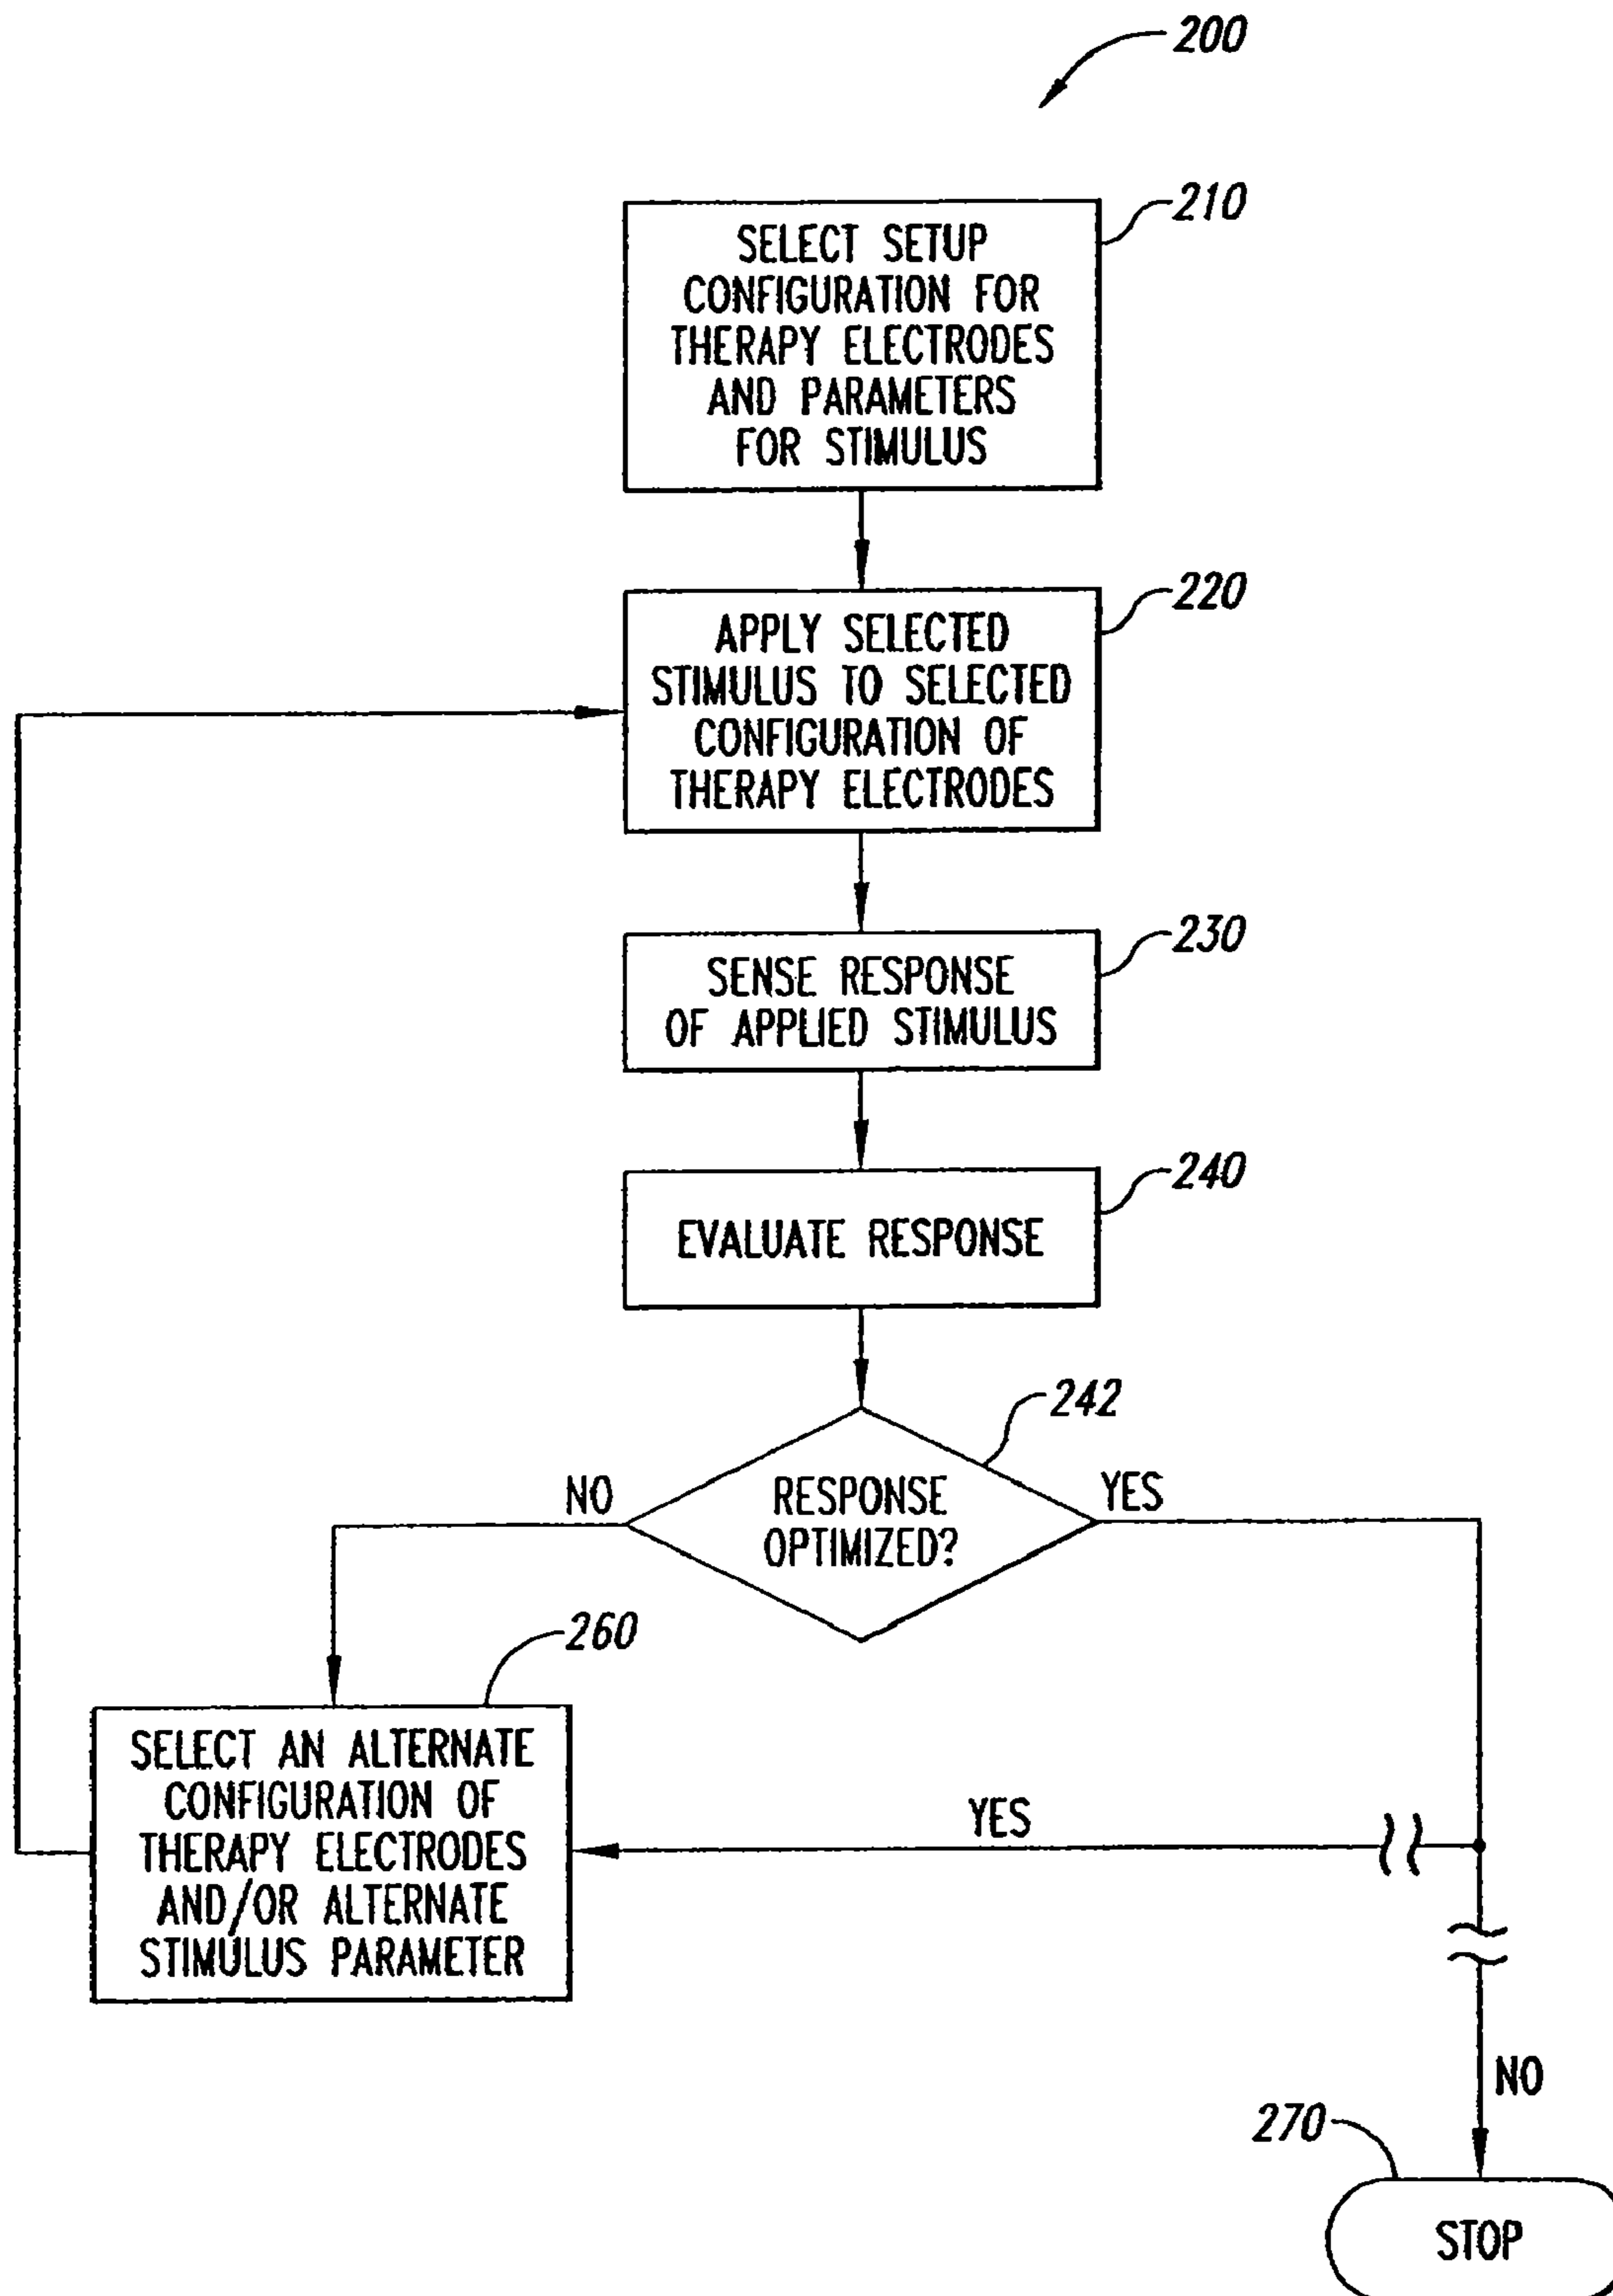 200
210
SELECT SETUP
CONFIGURATION FOR
THERAPY ELECTRODES
AND PARAMETERS
FOR STIMULUS
220
APPLY SELECTED
STIMULUS TO SELECTED
CONFIGURATION OF
THERAPY ELECTRODES
230
SENSE RESPONSE
OF APPLIED STIMULUS
240
EVALUATE RESPONSE
242
NO
RESPONSE
OPTIMIZED?
YES
260
SELECT AN ALTERNATE
CONFIGURATION OF
THERAPY ELECTRODES
AND/OR ALTERNATE
STIMULUS PARAMETER
YES
NO
270
STOP